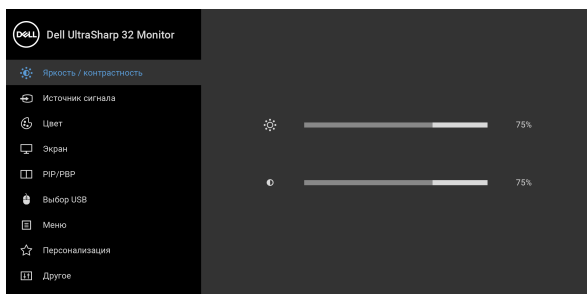 DELL
Dell UltraSharp 32 Monitor
Яркость / контрастность
Источник сигнала
Цвет
Экран
PIP/PBP
Выбор USB
Меню
Персонализация
Другое
75%
75%